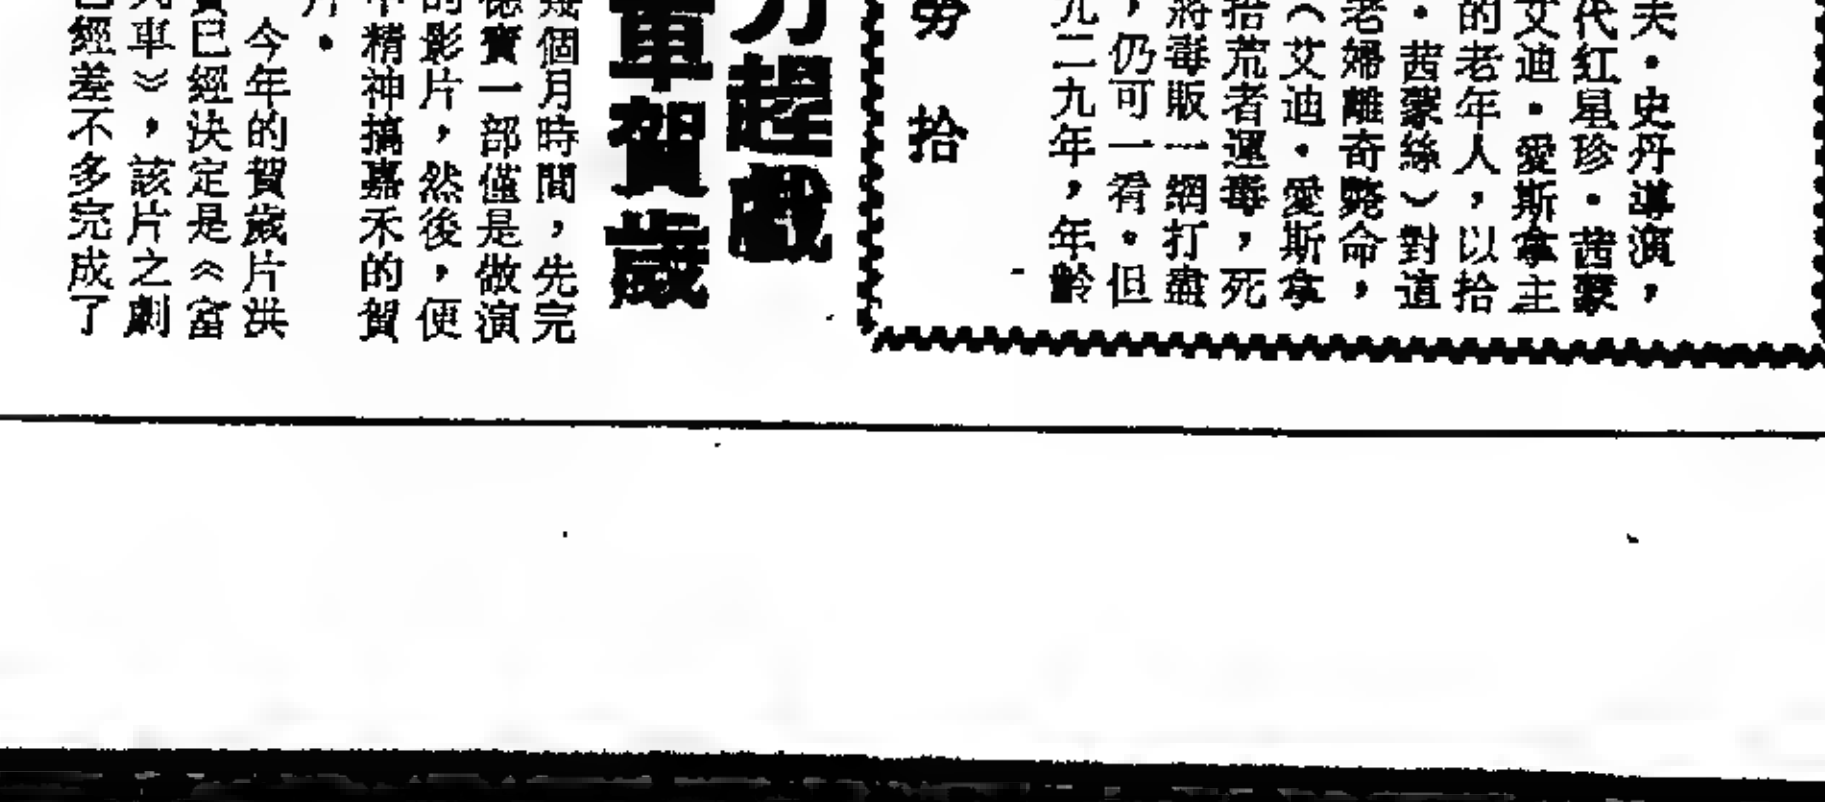 夫・史丹導演，
代红星珍・茜蒙
艾迪・愛斯拿主
的老年人，以拾
・茜蒙絲）對這
老婦離奇斃命，
（艾迪・愛斯拿
拾荒者運毒，死
將毒販一網打盡
，仍可一看。但
九二九年，年齡
勞 拾
力趕戲
車賀歲
幾個月時間，先完
德寶一部僅是做演
的影片，然後，便
精神搞嘉禾的賀
片。
今年的賀歲片洪
寶已經決定是《富
車》，該片之劇
已經差不多完成了